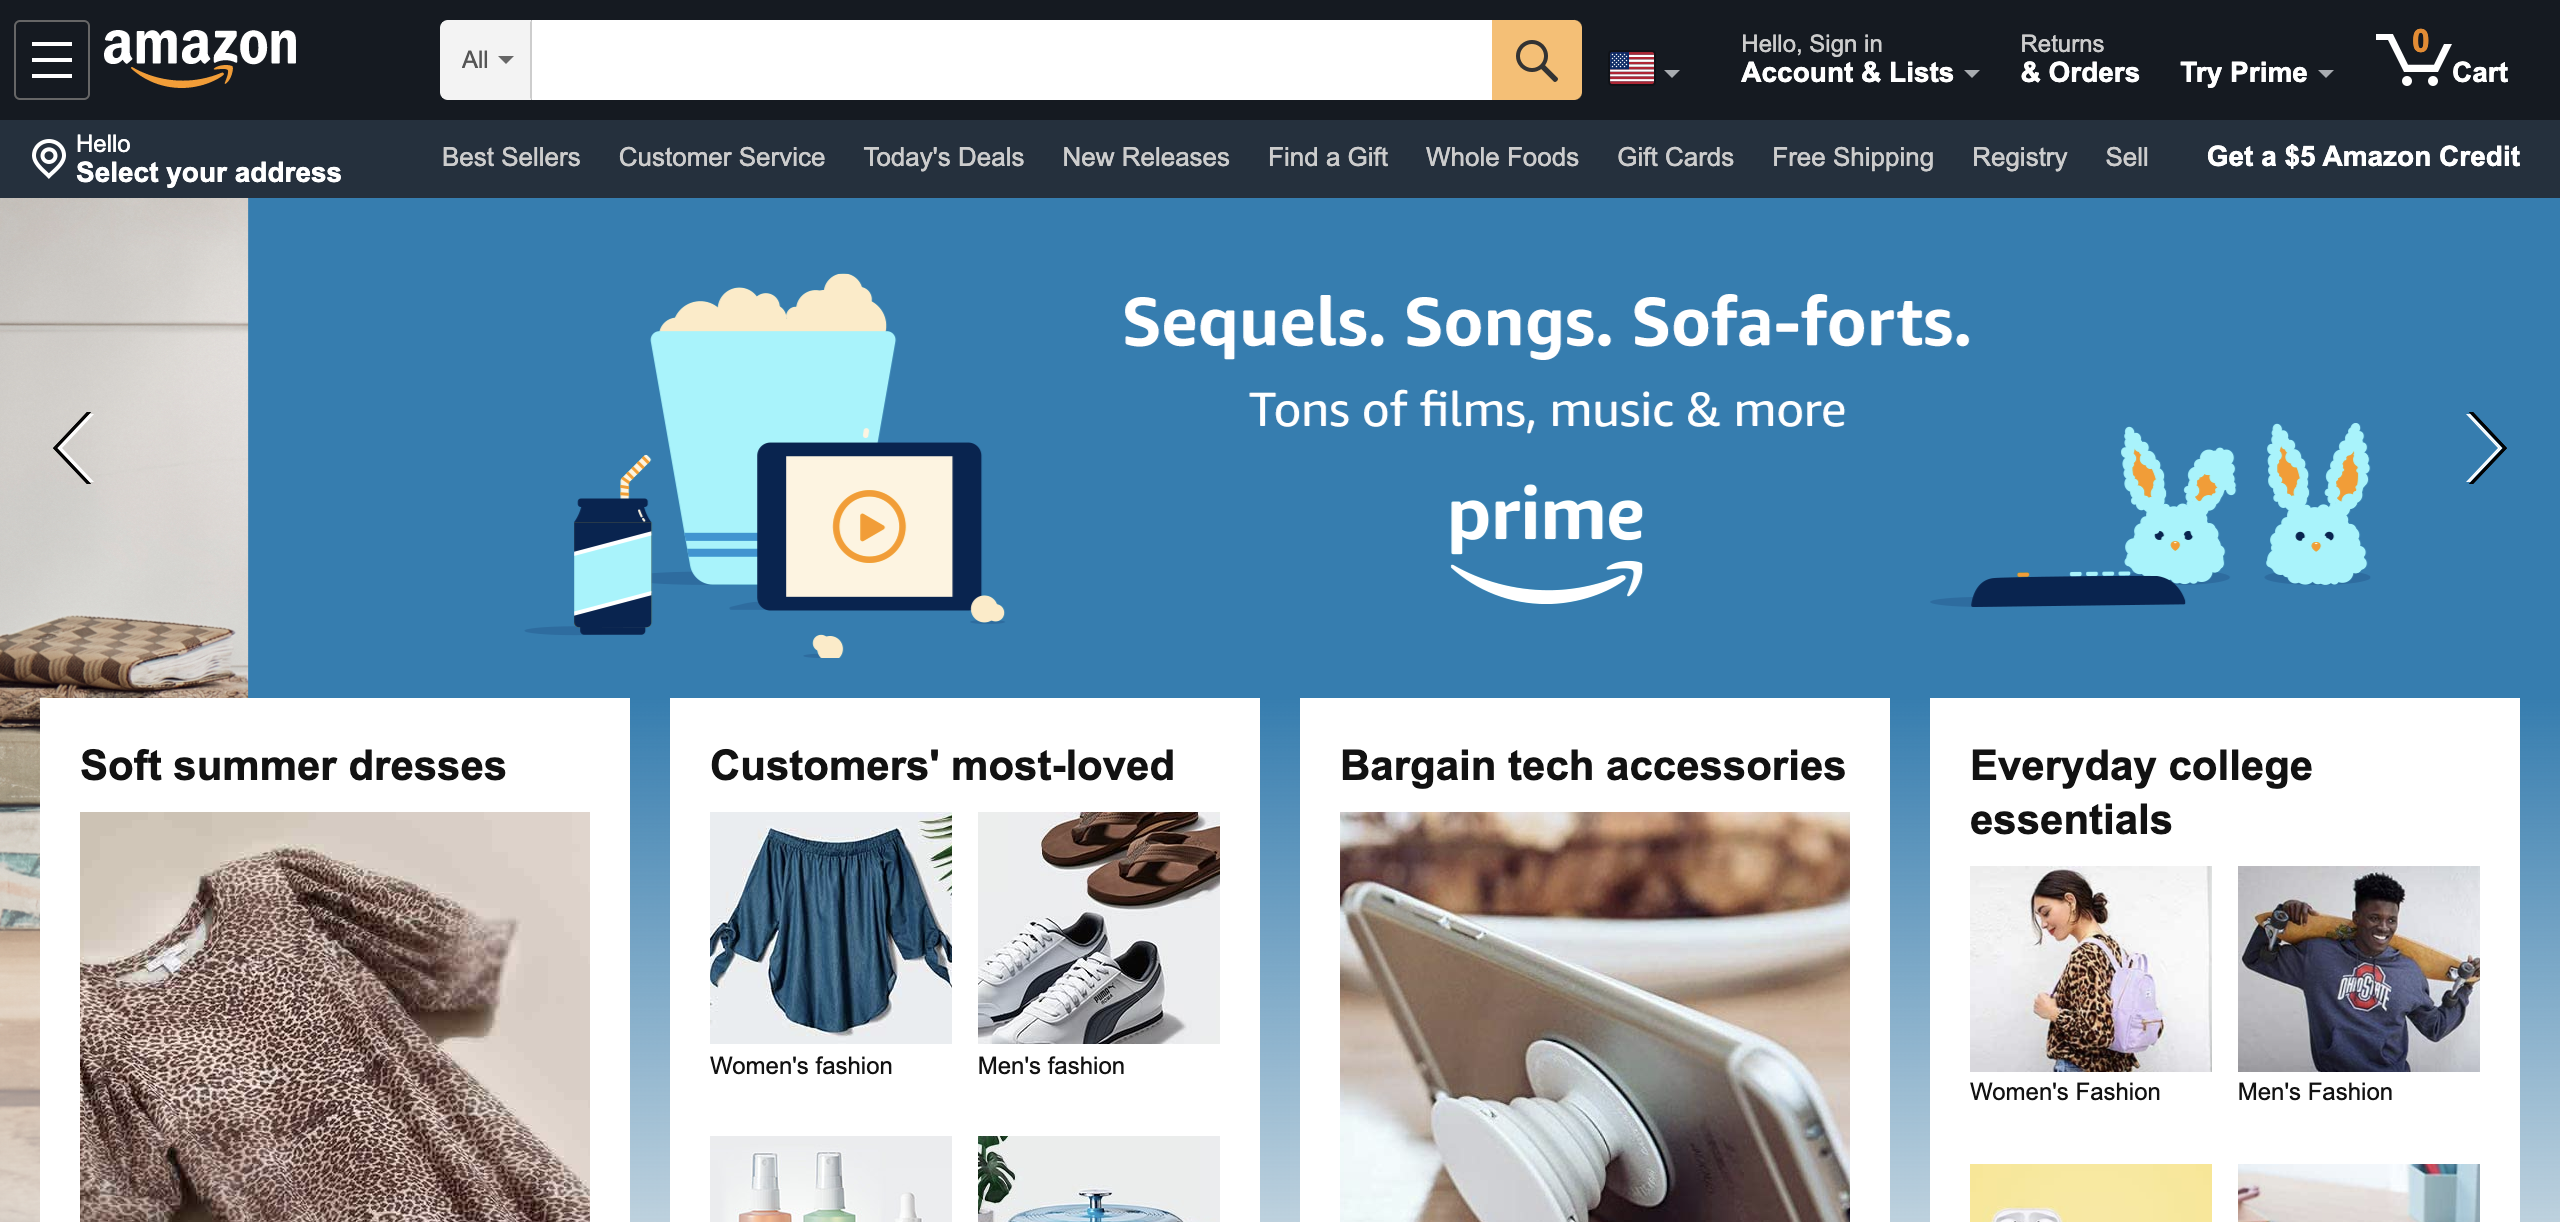 amazon
All
Hello, Sign in
Account & Lists
Returns
& Orders
Try Prime
0
Cart
Hello
Select your address
Best Sellers
Customer Service
Today's Deals
New Releases
Find a Gift
Whole Foods
Gift Cards
Free Shipping
Registry
Sell
Get a $5 Amazon Credit
Sequels. Songs. Sofa-forts.
Tons of films, music & more
prime
Soft summer dresses
Customers' most-loved
Women's fashion
PUMA
Men's fashion
Bargain tech accessories
Everyday college
essentials
Women's Fashion
OHIO STATE
Men's Fashion